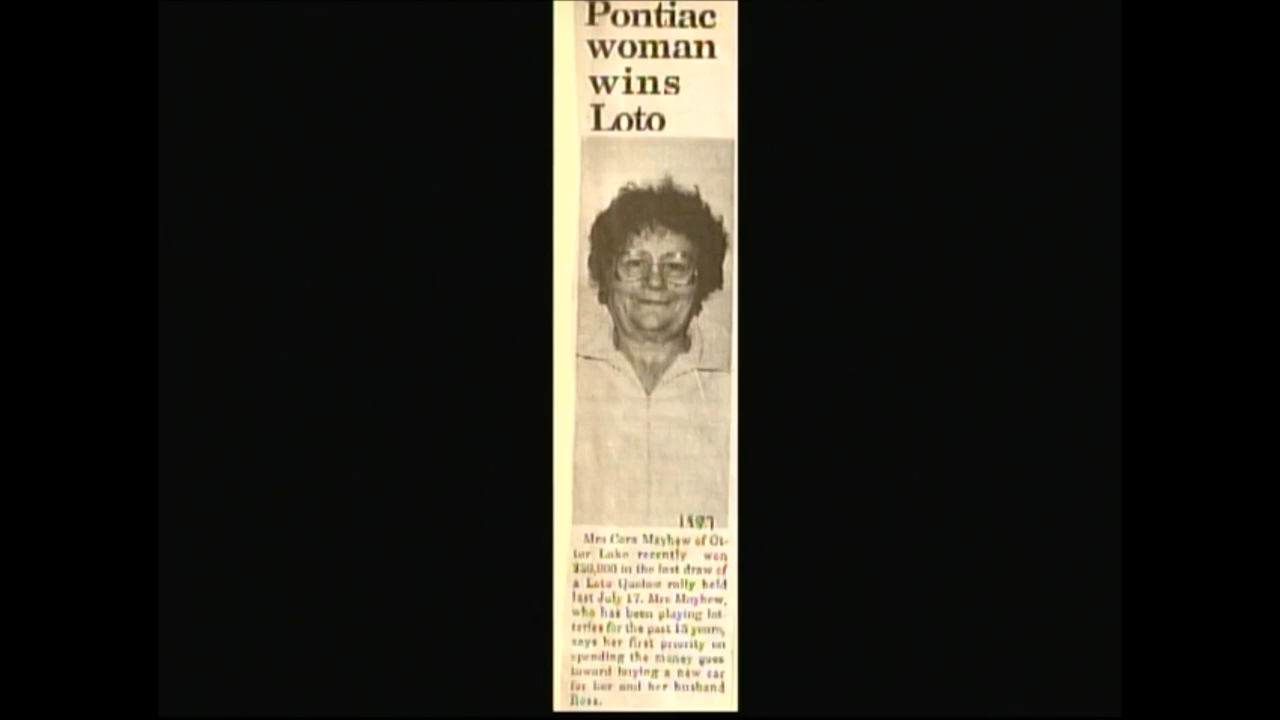 Pontiac
woman
wins
Loto
Mrs Cora Mayhew of Ot-
ter Lake recently won
$50,000 in the last draw of
a Loto Quebec rally held
last July 17. Mrs Mayhew,
who has been playing lot-
teries for the past 15 years,
says her first priority on
spending the money goes
toward buying a new car
for her and her husband
Ross.